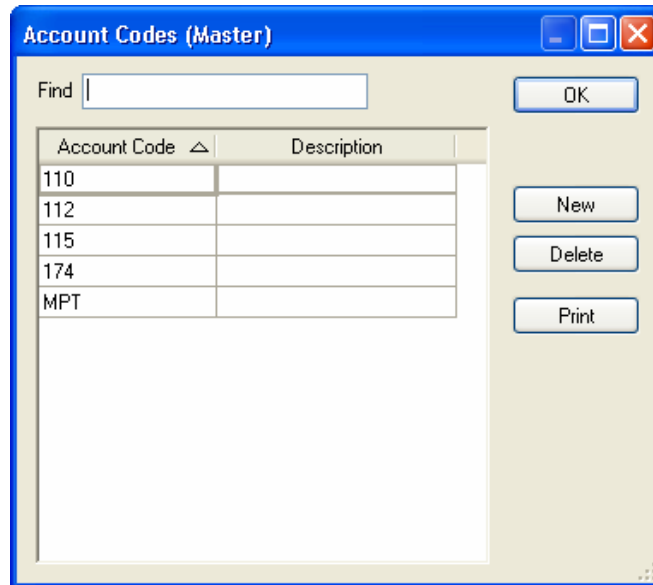 Account Codes (Master)
Find
OK
Account Code Description
110
112
New
115
Delete
174
MPT
Print